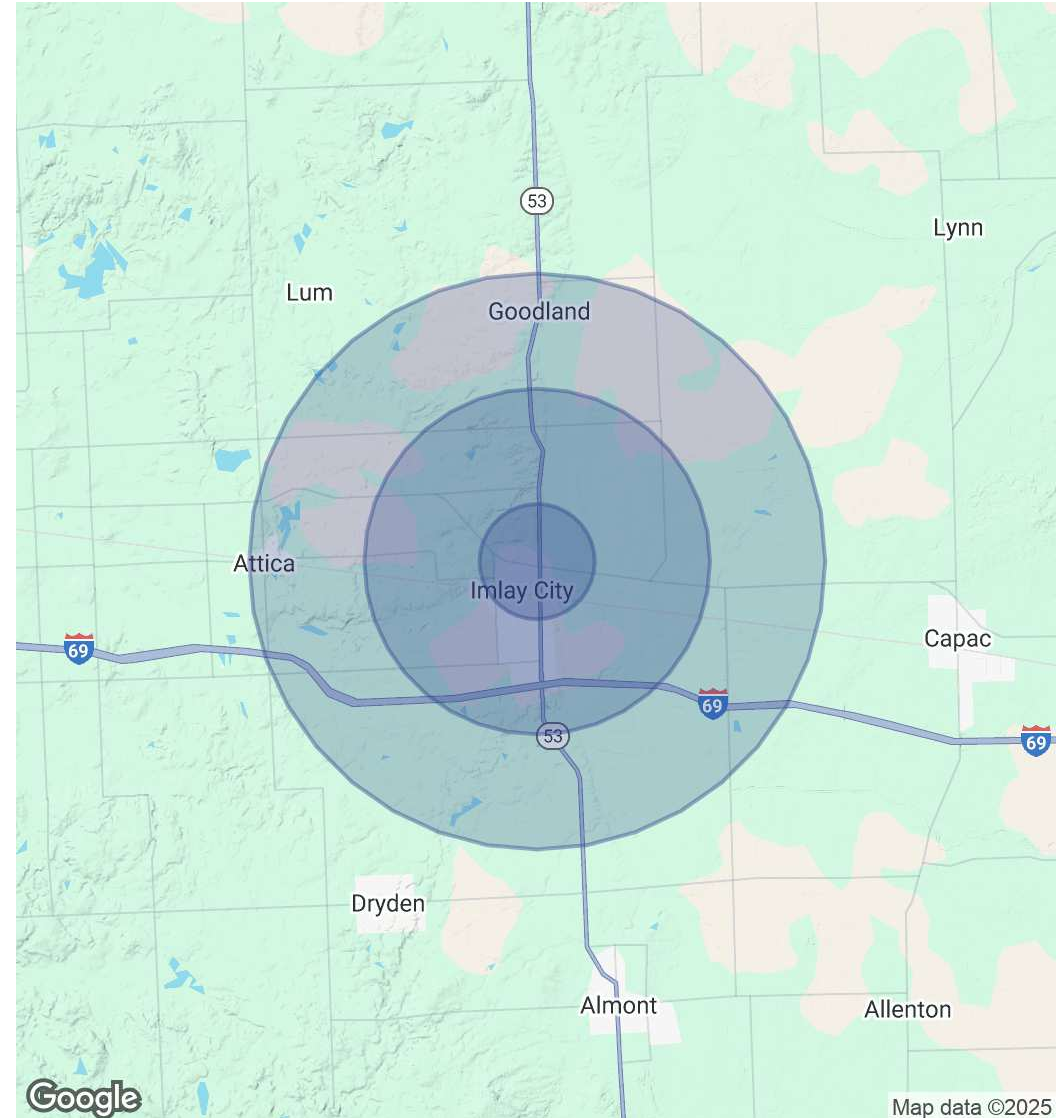 53
Lynn
Lum
Goodland
Attica
Imlay City
Capac
69
69
69
53
Dryden
Almont
Allenton
Google
Map data ©2025